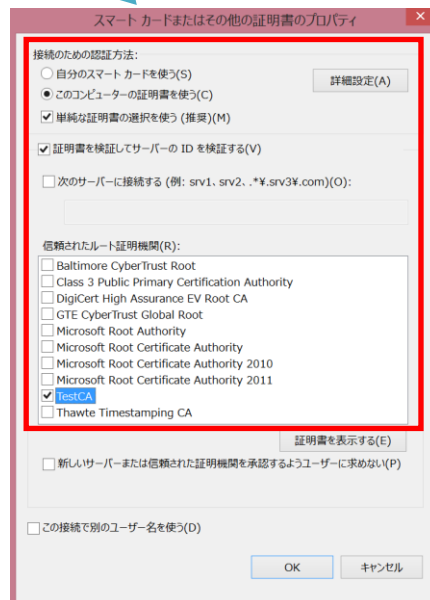 スマート カードまたはその他の証明書のプロパティ
接続のための認証方法:
自分のスマート カードを使う(S)
詳細設定(A)
このコンピューターの証明書を使う(C)
単純な証明書の選択を使う (推奨)(M)
証明書を検証してサーバーの ID を検証する(V)
次のサーバーに接続する (例: srv1、srv2、.*¥.srv3¥.com)(O):
信頼されたルート証明機関(R):
Baltimore CyberTrust Root
Class 3 Public Primary Certification Authority
DigiCert High Assurance EV Root CA
GTE CyberTrust Global Root
Microsoft Root Authority
Microsoft Root Certificate Authority
Microsoft Root Certificate Authority 2010
Microsoft Root Certificate Authority 2011
TestCA
Thawte Timestamping CA
証明書を表示する(E)
新しいサーバーまたは信頼された証明機関を承認するようユーザーに求めない(P)
この接続で別のユーザー名を使う(D)
OK
キャンセル